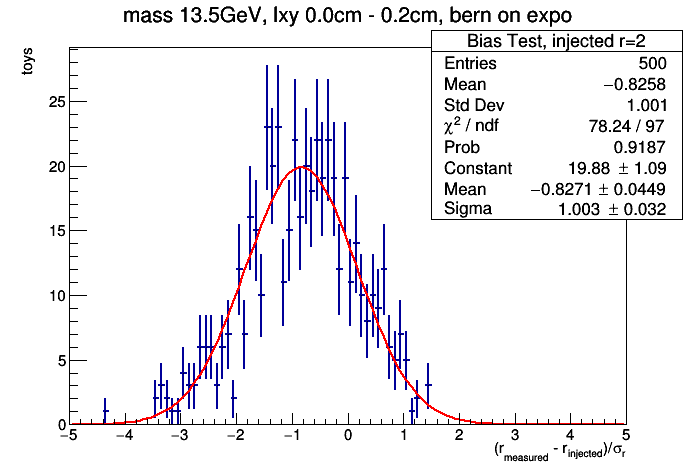 mass 13.5GeV, lxy 0.0cm - 0.2cm, bern on expo
Bias Test, injected r=2
Entries 500
Mean −0.8258
Std Dev 1.001
χ² / ndf 78.24 / 97
Prob 0.9187
Constant 19.88 ± 1.09
Mean −0.8271 ± 0.0449
Sigma 1.003 ± 0.032
toys
25
20
15
10
5
0
−5 −4 −3 −2 −1 0 1 2 3 4 5
(r_measured - r_injected)/σ_r